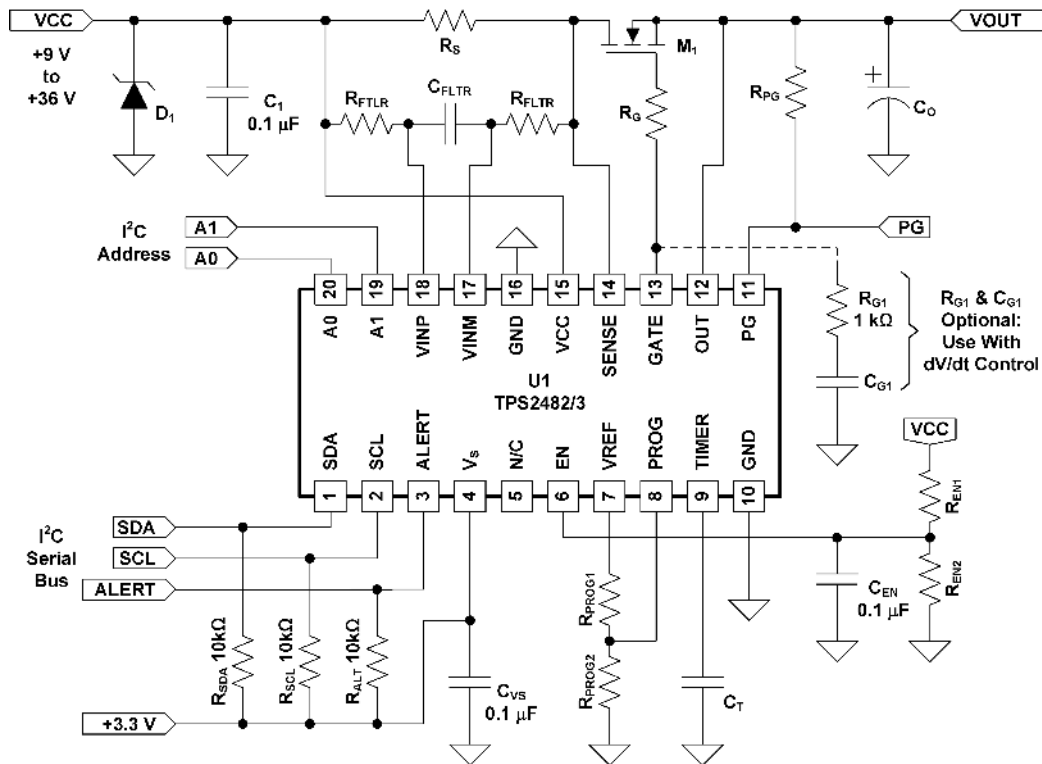 VCC
+9 V
to
+36 V
D1
C1
0.1 µF
RS
RFTLR
CFLTR
RFLTR
M1
RG
RPG
VOUT
+
CO
PG
I²C
Address
A1
A0
20
19
18
17
16
15
14
13
12
11
A0
A1
VINP
VINM
GND
VCC
SENSE
GATE
OUT
PG
U1
TPS2482/3
SDA
SCL
ALERT
VS
N/C
EN
VREF
PROG
TIMER
GND
1
2
3
4
5
6
7
8
9
10
RG1
1 kΩ
CG1
RG1 & CG1
Optional:
Use With
dV/dt Control
VCC
REN1
REN2
CEN
0.1 µF
I²C
Serial
Bus
SDA
SCL
ALERT
RSDA 10kΩ
RSCL 10kΩ
RALT 10kΩ
+3.3 V
CVS
0.1 µF
RPROG1
RPROG2
CT